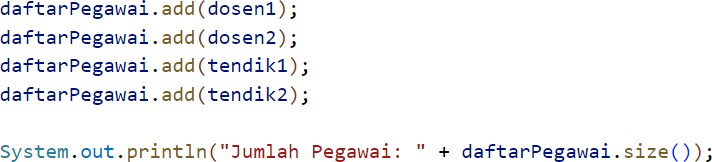 daftarPegawai.add(dosen1);
daftarPegawai.add(dosen2);
daftarPegawai.add(tendik1);
daftarPegawai.add(tendik2);
System.out.println("Jumlah Pegawai: " + daftarPegawai.size());